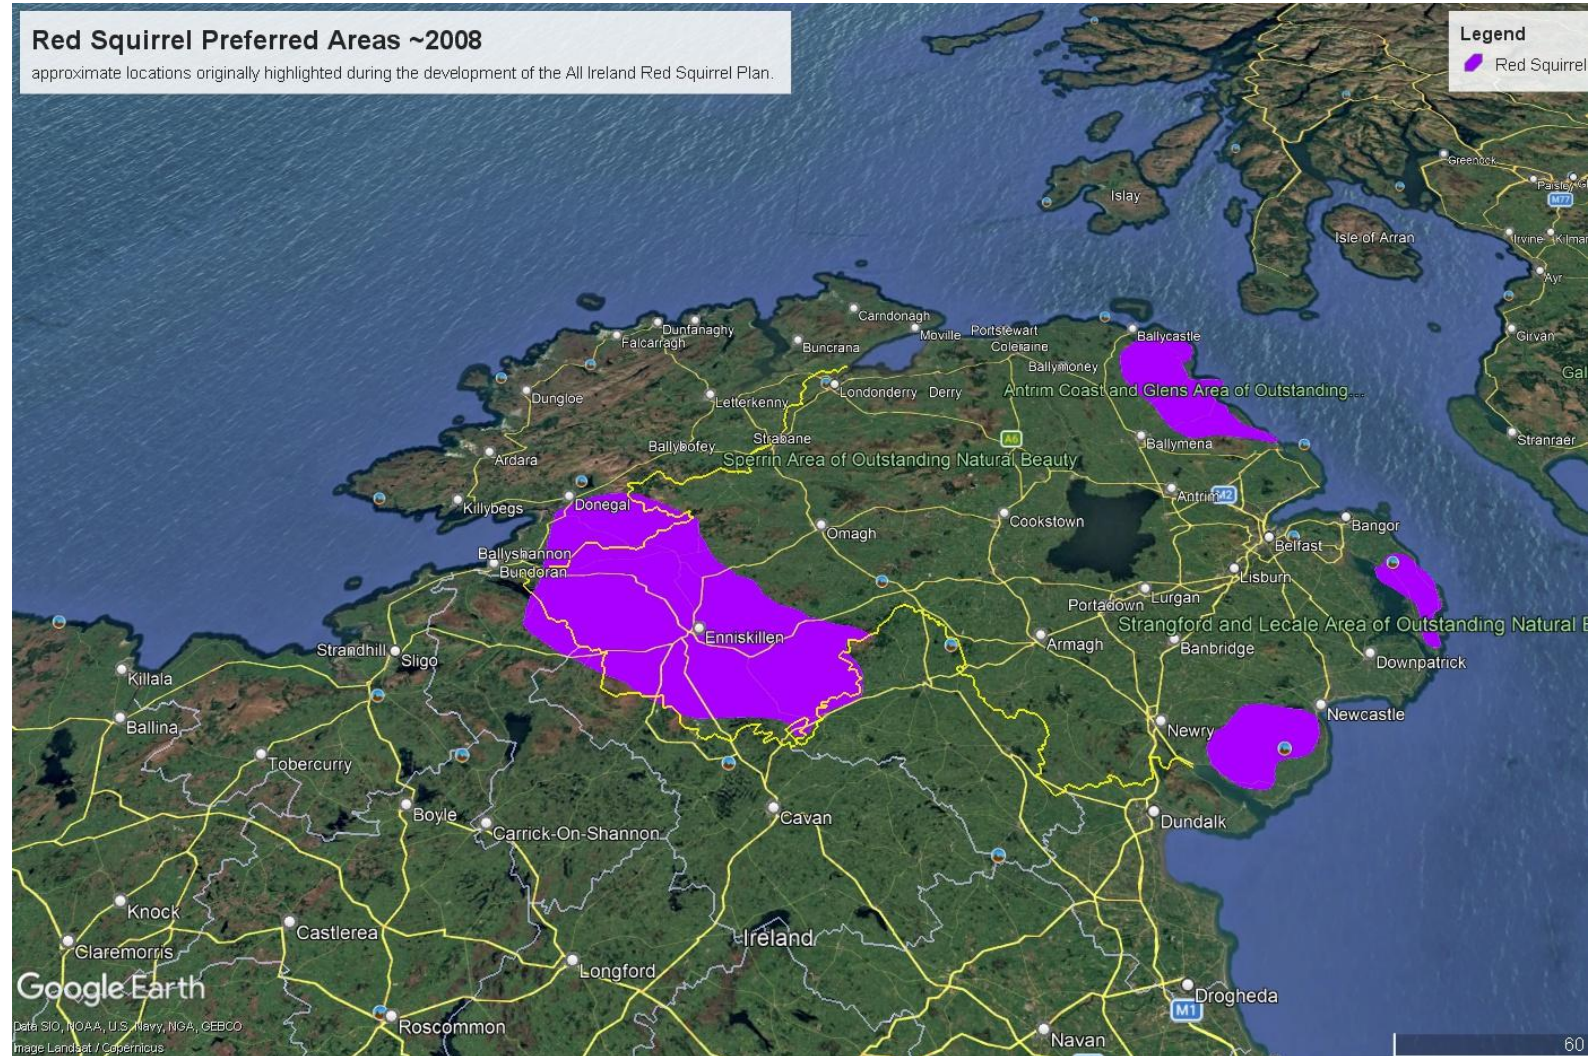 Red Squirrel Preferred Areas ~2008
approximate locations originally highlighted during the development of the All Ireland Red Squirrel Plan.
Legend
Red Squirrel
Greenock
Paisley
M77
Islay
Isle of Arran
Irvine
Ayr
Girvan
Stranraer
Carndonagh
Dunfanaghy
Falcarragh
Moville
Portstewart
Ballycastle
Buncrana
Coleraine
Ballymoney
Dungloe
Letterkenny
Londonderry Derry
Antrim Coast and Glens Area of Outstanding...
Ballybofey
Strabane
A6
Ballymena
Ardara
Sperrin Area of Outstanding Natural Beauty
Killybegs
Donegal
Antrim
M2
Omagh
Cookstown
Bangor
Belfast
Ballyshannon
Bundoran
Lisburn
Lurgan
Portadown
Strangford and Lecale Area of Outstanding Natural
Enniskillen
Armagh
Banbridge
Strandhill
Sligo
Downpatrick
Killala
Newcastle
Ballina
Newry
Tobercurry
Boyle
Carrick-On-Shannon
Cavan
Dundalk
Knock
Castlerea
Ireland
Claremorris
Longford
Google Earth
Drogheda
M1
Data SIO, NOAA, U.S. Navy, NGA, GEBCO
Roscommon
Navan
Image Landsat / Copernicus
60